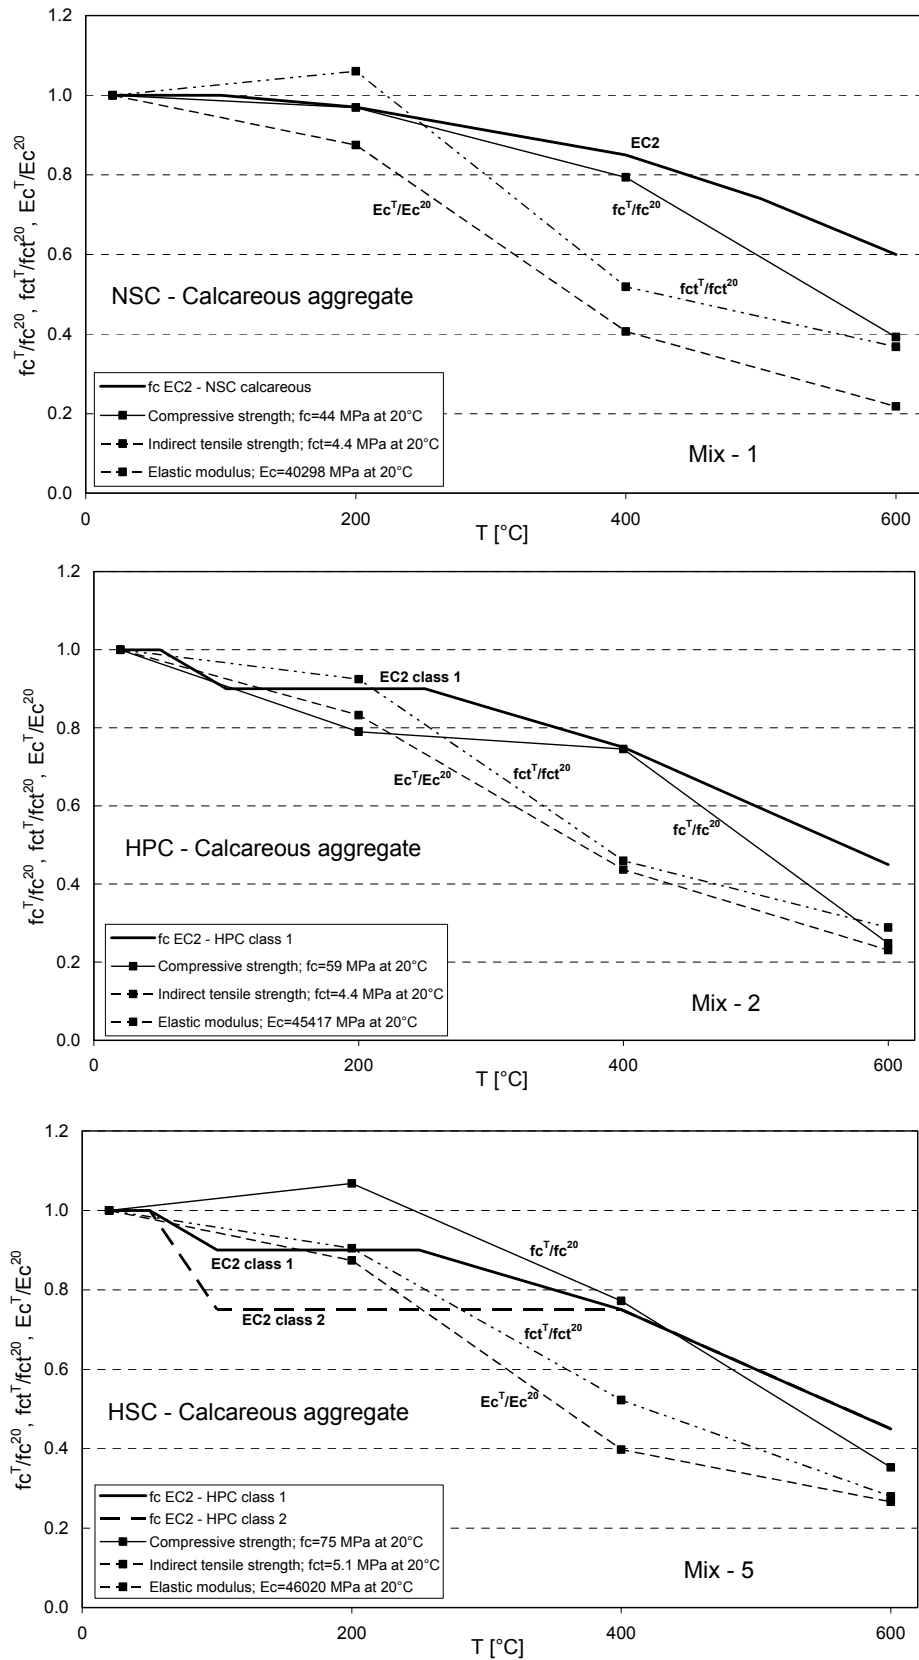 1.2
1.0
0.8
0.6
0.4
0.2
0.0
fcᵀ/fc²⁰ , fctᵀ/fct²⁰ , Ecᵀ/Ec²⁰
EC2
Ecᵀ/Ec²⁰
fcᵀ/fc²⁰
fctᵀ/fct²⁰
NSC - Calcareous aggregate
fc EC2 - NSC calcareous
Compressive strength; fc=44 MPa at 20°C
Indirect tensile strength; fct=4.4 MPa at 20°C
Elastic modulus; Ec=40298 MPa at 20°C
Mix - 1
0 200 400 600
T [°C]
1.2
1.0
0.8
0.6
0.4
0.2
0.0
fcᵀ/fc²⁰ , fctᵀ/fct²⁰ , Ecᵀ/Ec²⁰
EC2 class 1
fctᵀ/fct²⁰
Ecᵀ/Ec²⁰
fcᵀ/fc²⁰
HPC - Calcareous aggregate
fc EC2 - HPC class 1
Compressive strength; fc=59 MPa at 20°C
Indirect tensile strength; fct=4.4 MPa at 20°C
Elastic modulus; Ec=45417 MPa at 20°C
Mix - 2
0 200 400 600
T [°C]
1.2
1.0
0.8
0.6
0.4
0.2
0.0
fcᵀ/fc²⁰ , fctᵀ/fct²⁰ , Ecᵀ/Ec²⁰
fcᵀ/fc²⁰
EC2 class 1
EC2 class 2
fctᵀ/fct²⁰
Ecᵀ/Ec²⁰
HSC - Calcareous aggregate
fc EC2 - HPC class 1
fc EC2 - HPC class 2
Compressive strength; fc=75 MPa at 20°C
Indirect tensile strength; fct=5.1 MPa at 20°C
Elastic modulus; Ec=46020 MPa at 20°C
Mix - 5
0 200 400 600
T [°C]